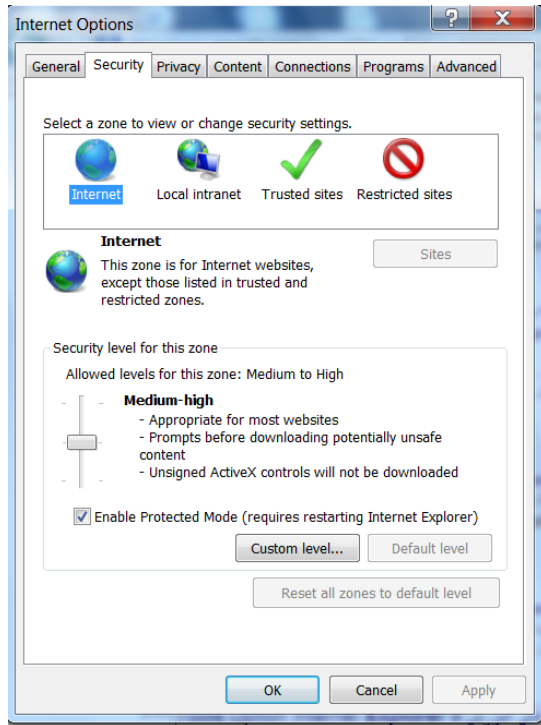 Internet Options
?
X
General Security Privacy Content Connections Programs Advanced
Select a zone to view or change security settings.
Internet Local intranet Trusted sites Restricted sites
Internet
Sites
This zone is for Internet websites,
except those listed in trusted and
restricted zones.
Security level for this zone
Allowed levels for this zone: Medium to High
Medium-high
- Appropriate for most websites
- Prompts before downloading potentially unsafe
content
- Unsigned ActiveX controls will not be downloaded
Enable Protected Mode (requires restarting Internet Explorer)
Custom level... Default level
Reset all zones to default level
OK Cancel Apply